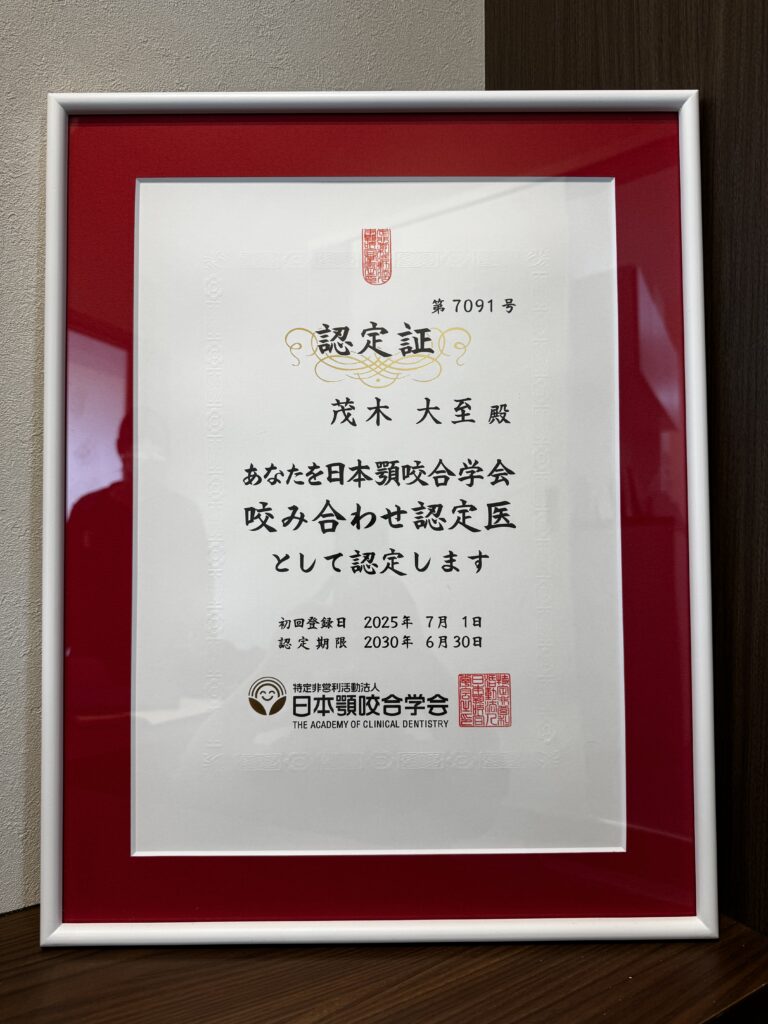 第7091号
認定証
茂木 大至 殿
あなたを日本顎咬合学会
咬み合わせ認定医
として認定します
初回登録日 2025年 7月 1日
認定期限 2030年 6月30日
特定非営利活動法人
日本顎咬合学会
THE ACADEMY OF CLINICAL DENTISTRY